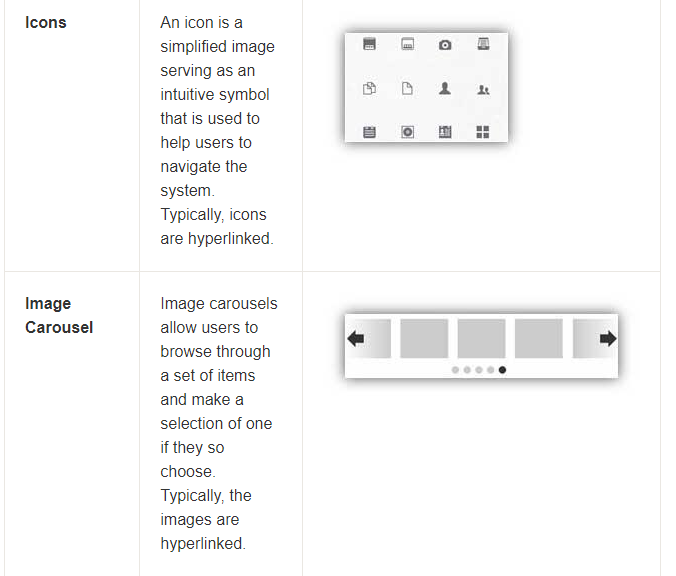 Icons
An icon is a
simplified image
serving as an
intuitive symbol
that is used to
help users to
navigate the
system.
Typically, icons
are hyperlinked.
Image
Carousel
Image carousels
allow users to
browse through
a set of items
and make a
selection of one
if they so
choose.
Typically, the
images are
hyperlinked.